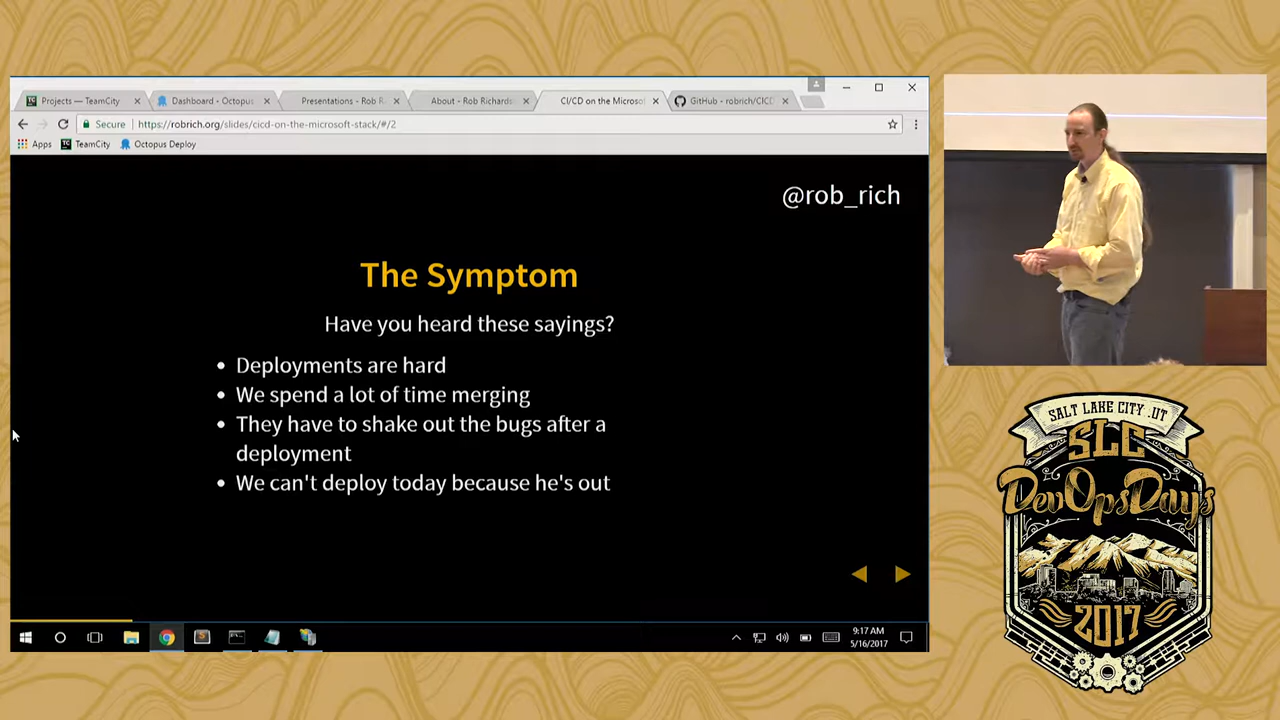 Projects — TeamCity
Dashboard - Octopus
Presentations - Rob R
About - Rob Richards
CI/CD on the Microsof
GitHub - robrich/CICD
Secure
https://robrich.org/slides/cicd-on-the-microsoft-stack/#/2
Apps
TC
TeamCity
Octopus Deploy
@rob_rich
The Symptom
Have you heard these sayings?
Deployments are hard
We spend a lot of time merging
They have to shake out the bugs after a
deployment
We can't deploy today because he's out
9:17 AM
5/16/2017
SALT LAKE CITY .UT
SLC
DevOpsDays
2017